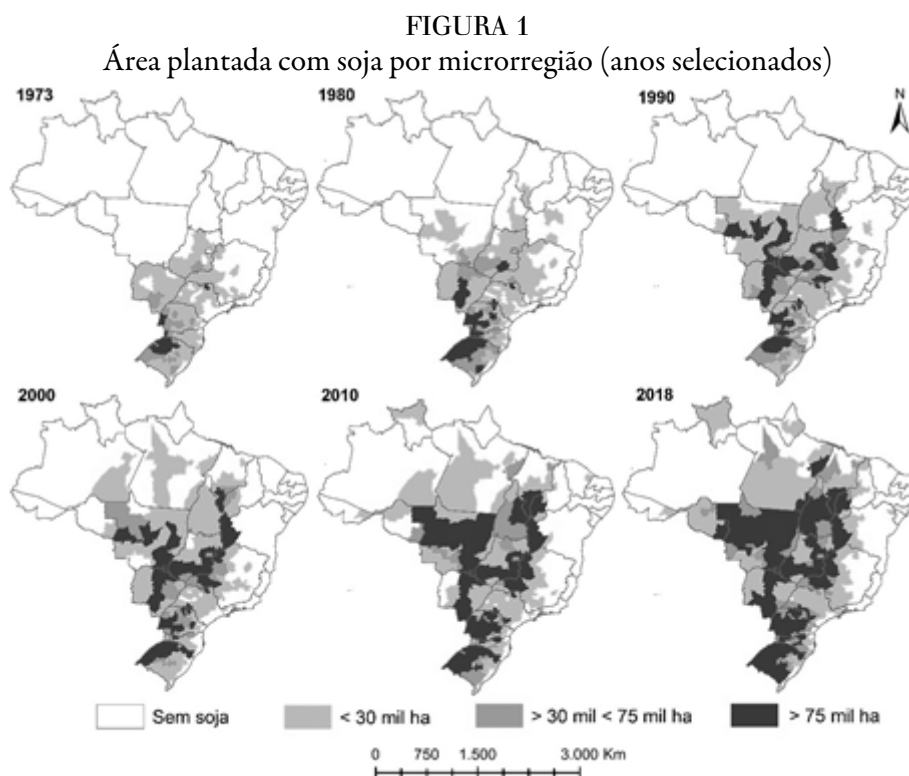 FIGURA 1
Área plantada com soja por microrregião (anos selecionados)
1973
1980
1990
N
2000
2010
2018
Sem soja
< 30 mil ha
> 30 mil < 75 mil ha
> 75 mil ha
0 750 1.500 3.000 Km